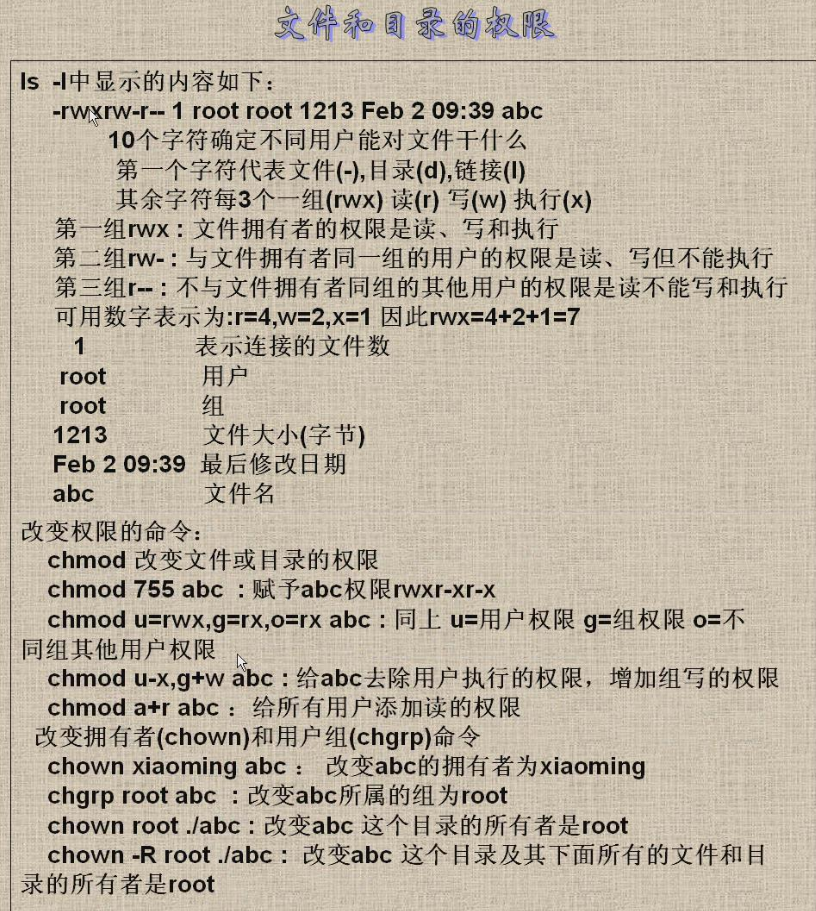 文件和目录的权限
ls -l中显示的内容如下：
-rwxrw-r-- 1 root root 1213 Feb 2 09:39 abc
10个字符确定不同用户能对文件干什么
第一个字符代表文件(-),目录(d),链接(l)
其余字符每3个一组(rwx) 读(r) 写(w) 执行(x)
第一组rwx : 文件拥有者的权限是读、写和执行
第二组rw- : 与文件拥有者同一组的用户的权限是读、写但不能执行
第三组r-- : 不与文件拥有者同组的其他用户的权限是读不能写和执行
可用数字表示为:r=4,w=2,x=1 因此rwx=4+2+1=7
1 表示连接的文件数
root 用户
root 组
1213 文件大小(字节)
Feb 2 09:39 最后修改日期
abc 文件名
改变权限的命令：
chmod 改变文件或目录的权限
chmod 755 abc : 赋予abc权限rwxr-xr-x
chmod u=rwx,g=rx,o=rx abc : 同上 u=用户权限 g=组权限 o=不
同组其他用户权限
chmod u-x,g+w abc : 给abc去除用户执行的权限，增加组写的权限
chmod a+r abc ： 给所有用户添加读的权限
改变拥有者(chown)和用户组(chgrp)命令
chown xiaoming abc ： 改变abc的拥有者为xiaoming
chgrp root abc : 改变abc所属的组为root
chown root ./abc : 改变abc 这个目录的所有者是root
chown -R root ./abc : 改变abc 这个目录及其下面所有的文件和目
录的所有者是root